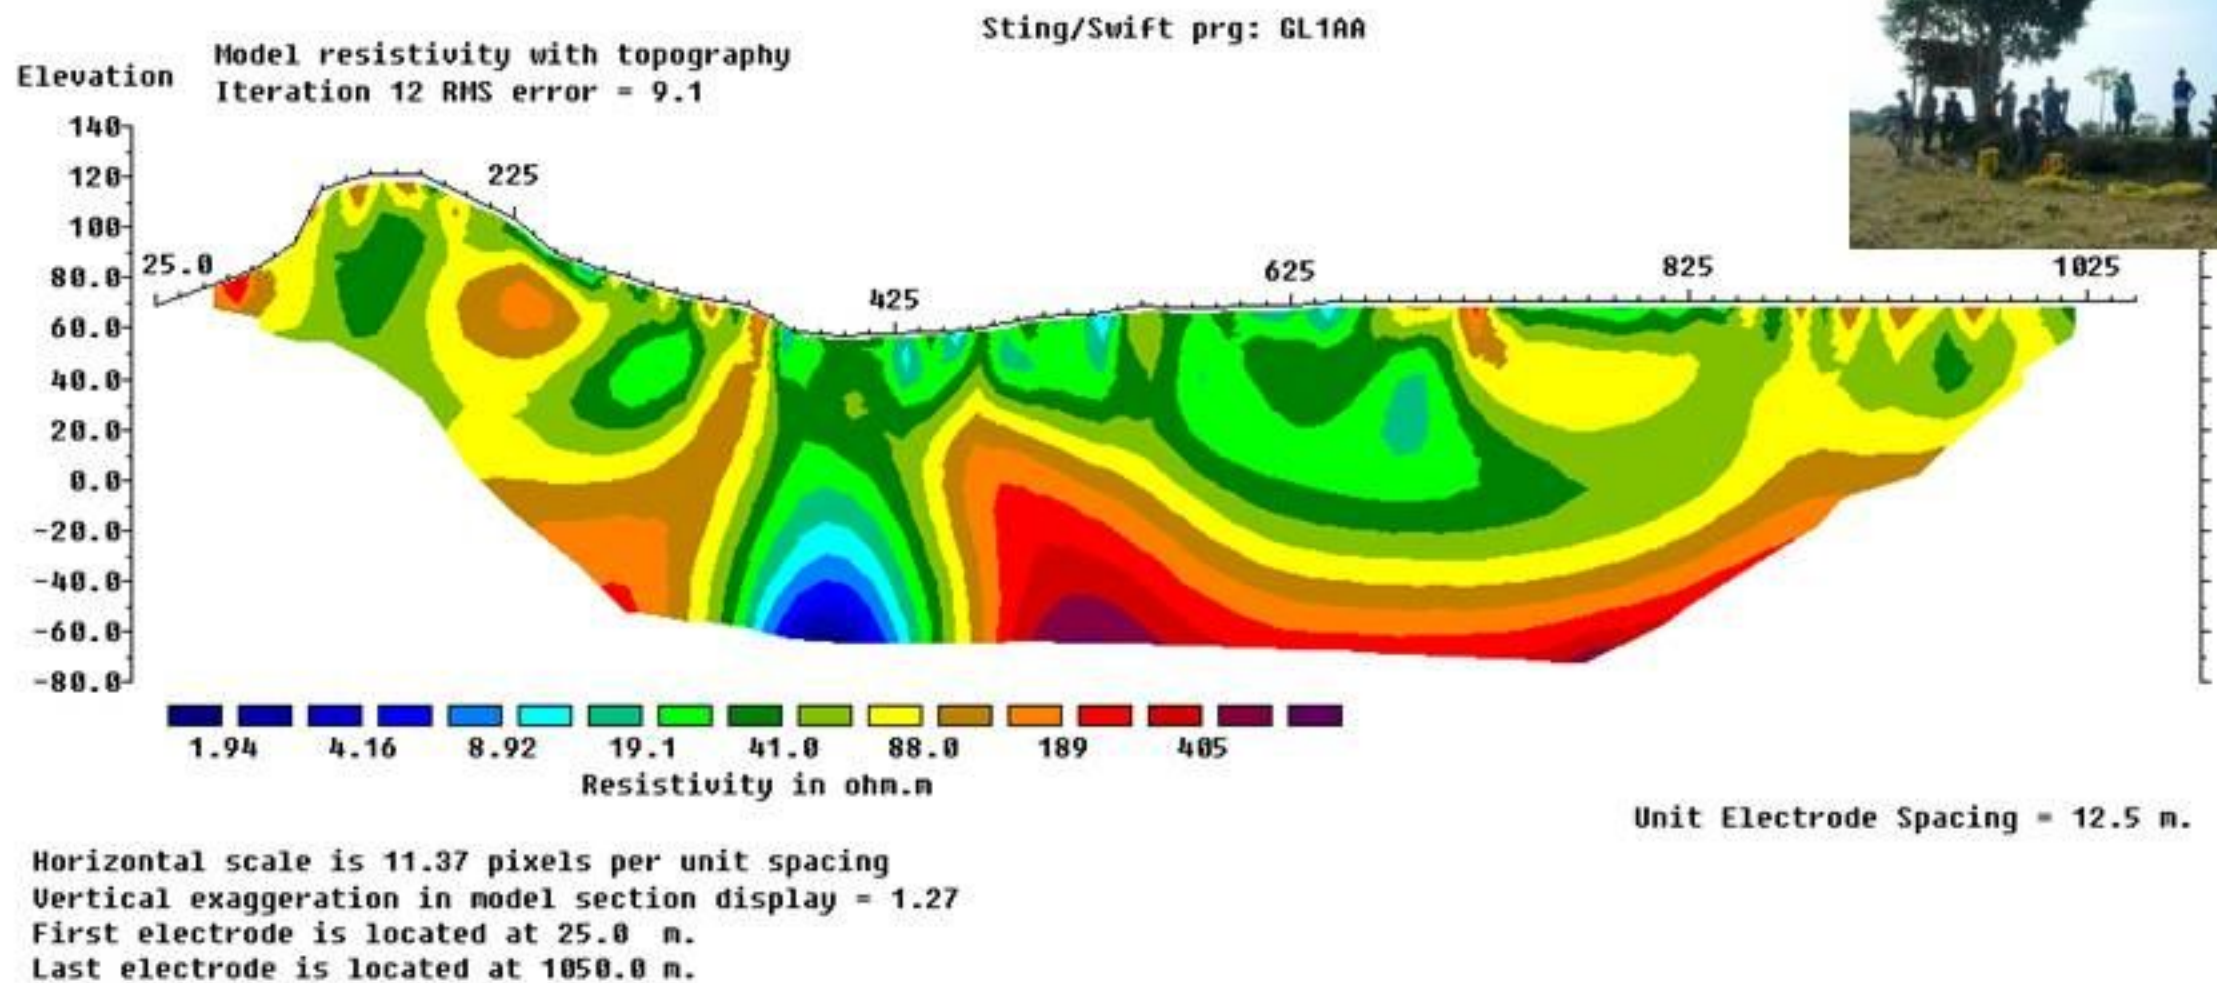 Sting/Swift prg: GL1AA
Model resistivity with topography
Elevation
Iteration 12 RMS error = 9.1
140
120
100
80.0
60.0
40.0
20.0
0.0
-20.0
-40.0
-60.0
-80.0
25.0
225
425
625
825
1025
1.94 4.16 8.92 19.1 41.0 88.0 189 405
Resistivity in ohm.m
Unit Electrode Spacing = 12.5 m.
Horizontal scale is 11.37 pixels per unit spacing
Vertical exaggeration in model section display = 1.27
First electrode is located at 25.0 m.
Last electrode is located at 1050.0 m.